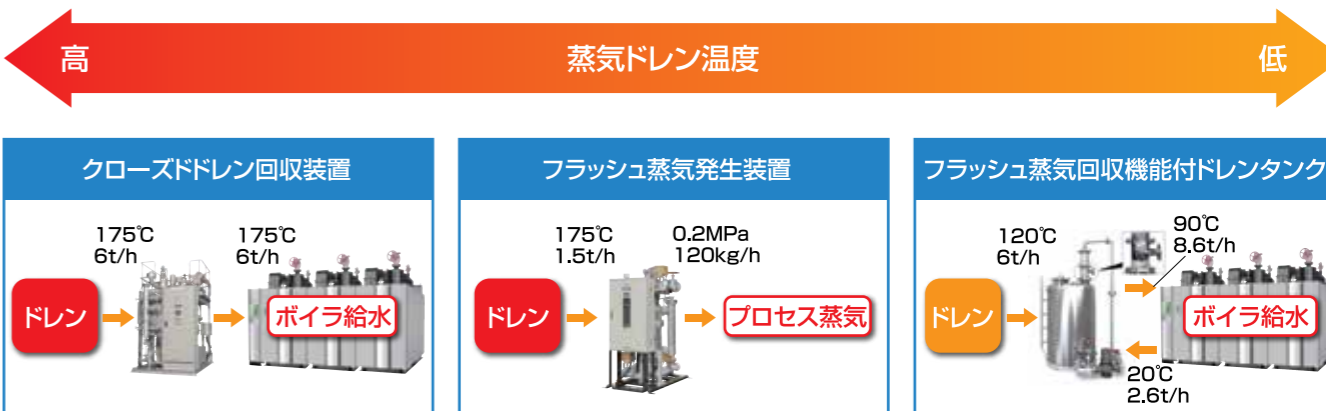 高
蒸気ドレン温度
低
クローズドドレン回収装置
175℃
6t/h
175℃
6t/h
ドレン
ボイラ給水
フラッシュ蒸気発生装置
175℃
1.5t/h
0.2MPa
120kg/h
ドレン
プロセス蒸気
フラッシュ蒸気回収機能付ドレンタンク
120℃
6t/h
90℃
8.6t/h
ドレン
ボイラ給水
20℃
2.6t/h